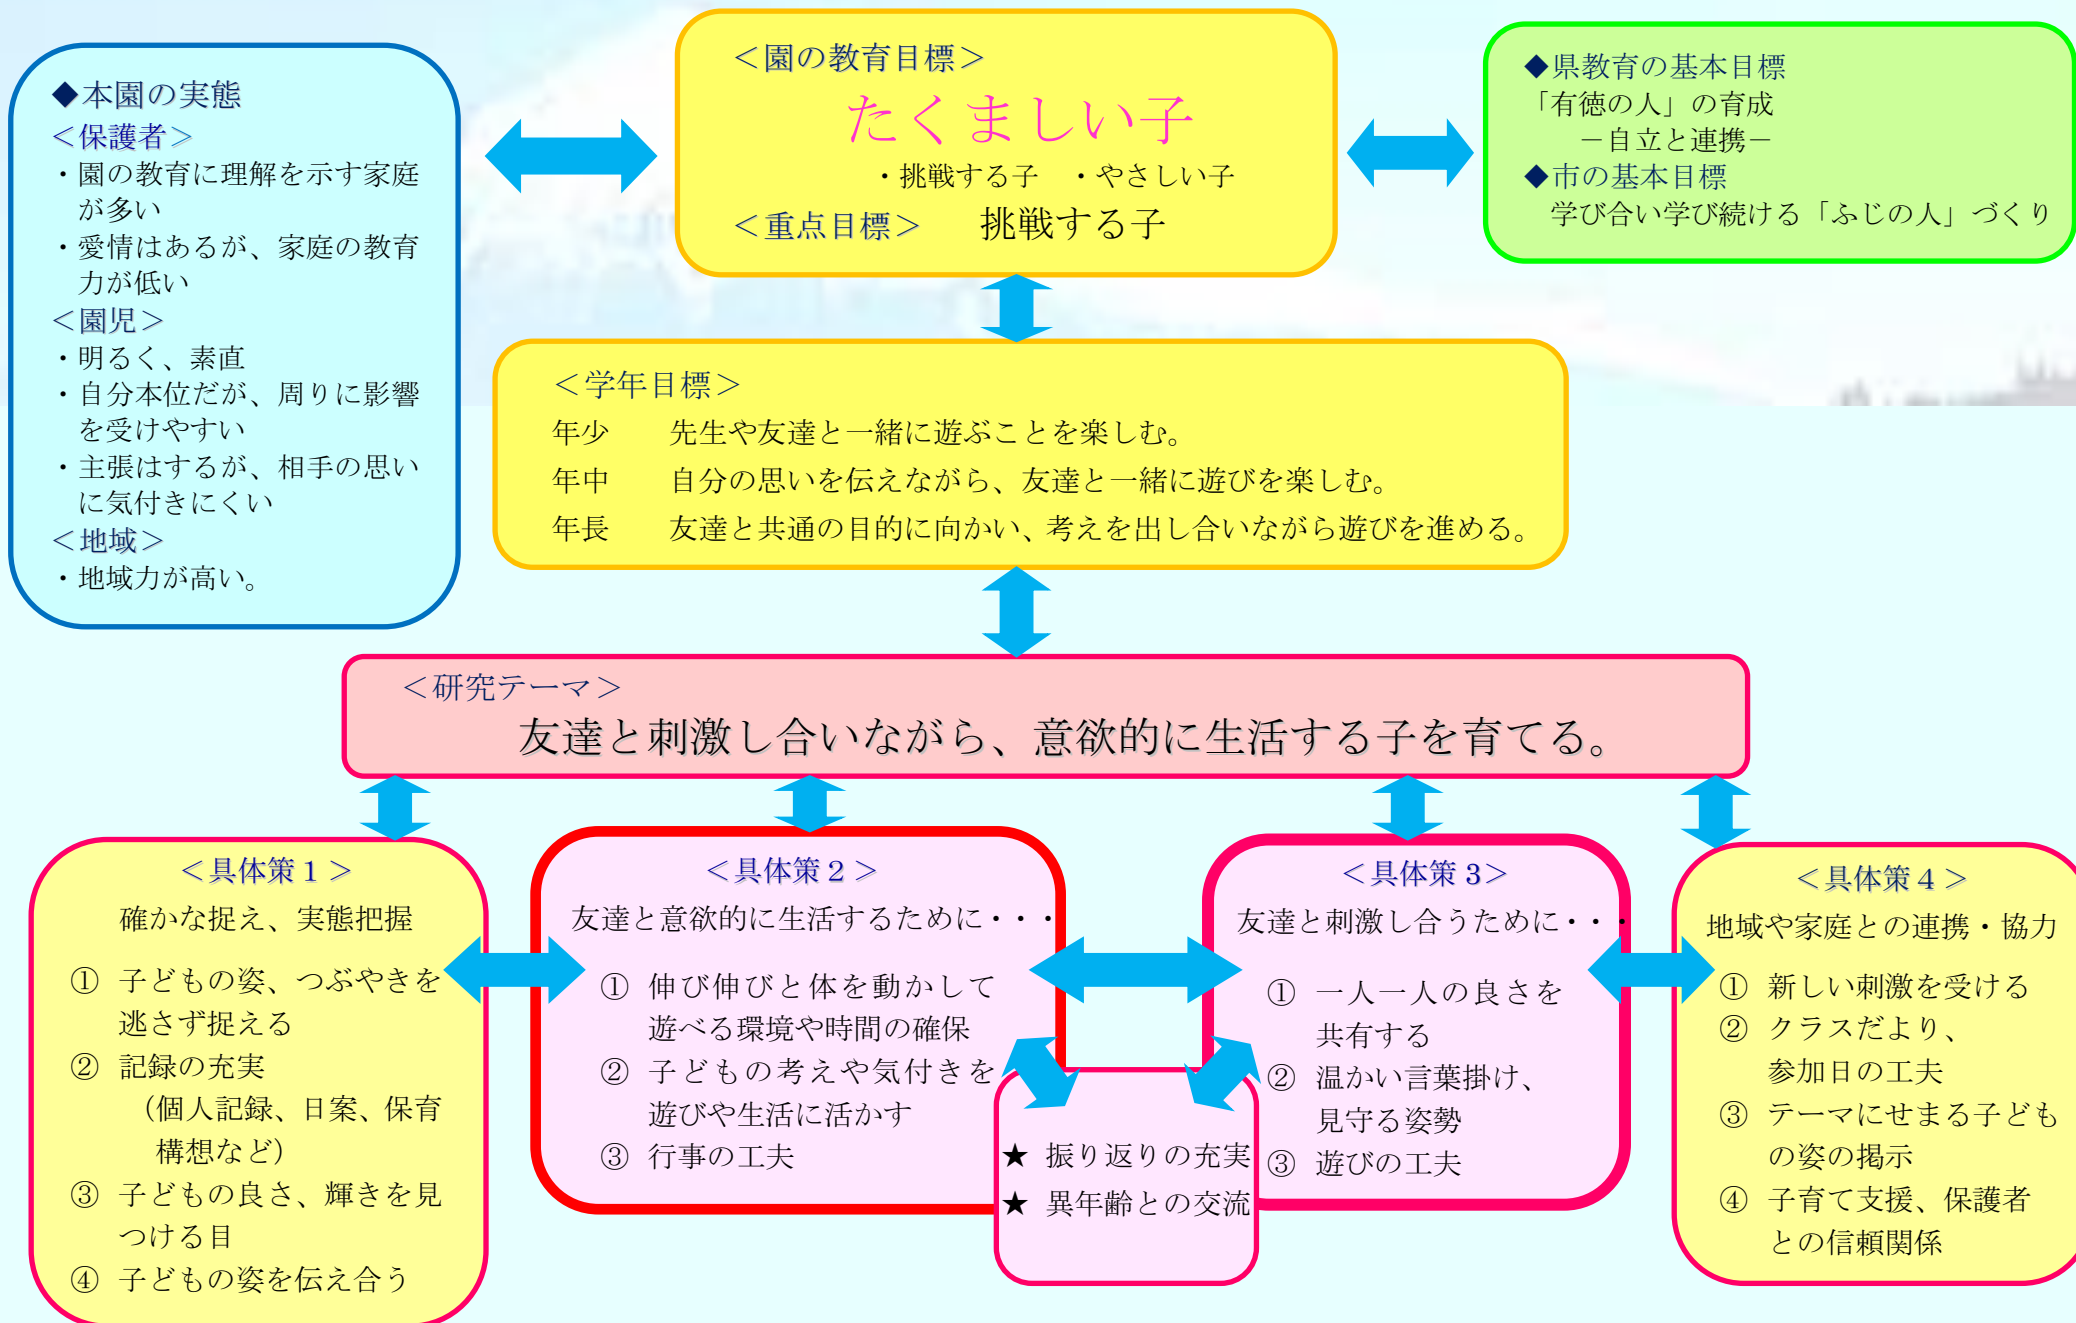 ◆本園の実態
＜保護者＞
・園の教育に理解を示す家庭
が多い
・愛情はあるが、家庭の教育
力が低い
＜園児＞
・明るく、素直
・自分本位だが、周りに影響
を受けやすい
・主張はするが、相手の思い
に気付きにくい
＜地域＞
・地域力が高い。
＜園の教育目標＞
たくましい子
・挑戦する子　・やさしい子
＜重点目標＞　挑戦する子
◆県教育の基本目標
「有徳の人」の育成
－自立と連携－
◆市の基本目標
学び合い学び続ける「ふじの人」づくり
＜学年目標＞
年少　先生や友達と一緒に遊ぶことを楽しむ。
年中　自分の思いを伝えながら、友達と一緒に遊びを楽しむ。
年長　友達と共通の目的に向かい、考えを出し合いながら遊びを進める。
＜研究テーマ＞
友達と刺激し合いながら、意欲的に生活する子を育てる。
＜具体策１＞
確かな捉え、実態把握
① 子どもの姿、つぶやきを
逃さず捉える
② 記録の充実
（個人記録、日案、保育
構想など）
③ 子どもの良さ、輝きを見
つける目
④ 子どもの姿を伝え合う
＜具体策２＞
友達と意欲的に生活するために・・・
① 伸び伸びと体を動かして
遊べる環境や時間の確保
② 子どもの考えや気付きを
遊びや生活に活かす
③ 行事の工夫
★ 振り返りの充実
★ 異年齢との交流
＜具体策 3＞
友達と刺激し合うために・・・
① 一人一人の良さを
共有する
② 温かい言葉掛け、
見守る姿勢
③ 遊びの工夫
＜具体策４＞
地域や家庭との連携・協力
① 新しい刺激を受ける
② クラスだより、
参加日の工夫
③ テーマにせまる子ども
の姿の掲示
④ 子育て支援、保護者
との信頼関係